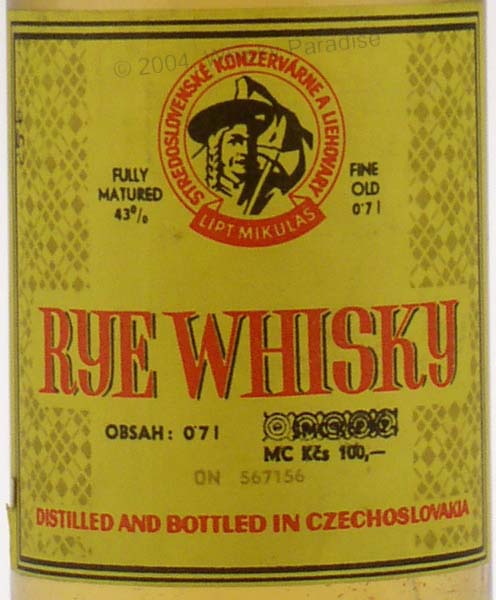 © 2004, Paradise
STREDOSLOVENSKÉ KONZERVÁRNE A LIEHOVARY
LIPT MIKULÁŠ
FULLY
MATURED
43%
FINE
OLD
0'7 l
RYE WHISKY
OBSAH: 0'7 l
MC Kčs 100,—
ON 567156
DISTILLED AND BOTTLED IN CZECHOSLOVAKIA